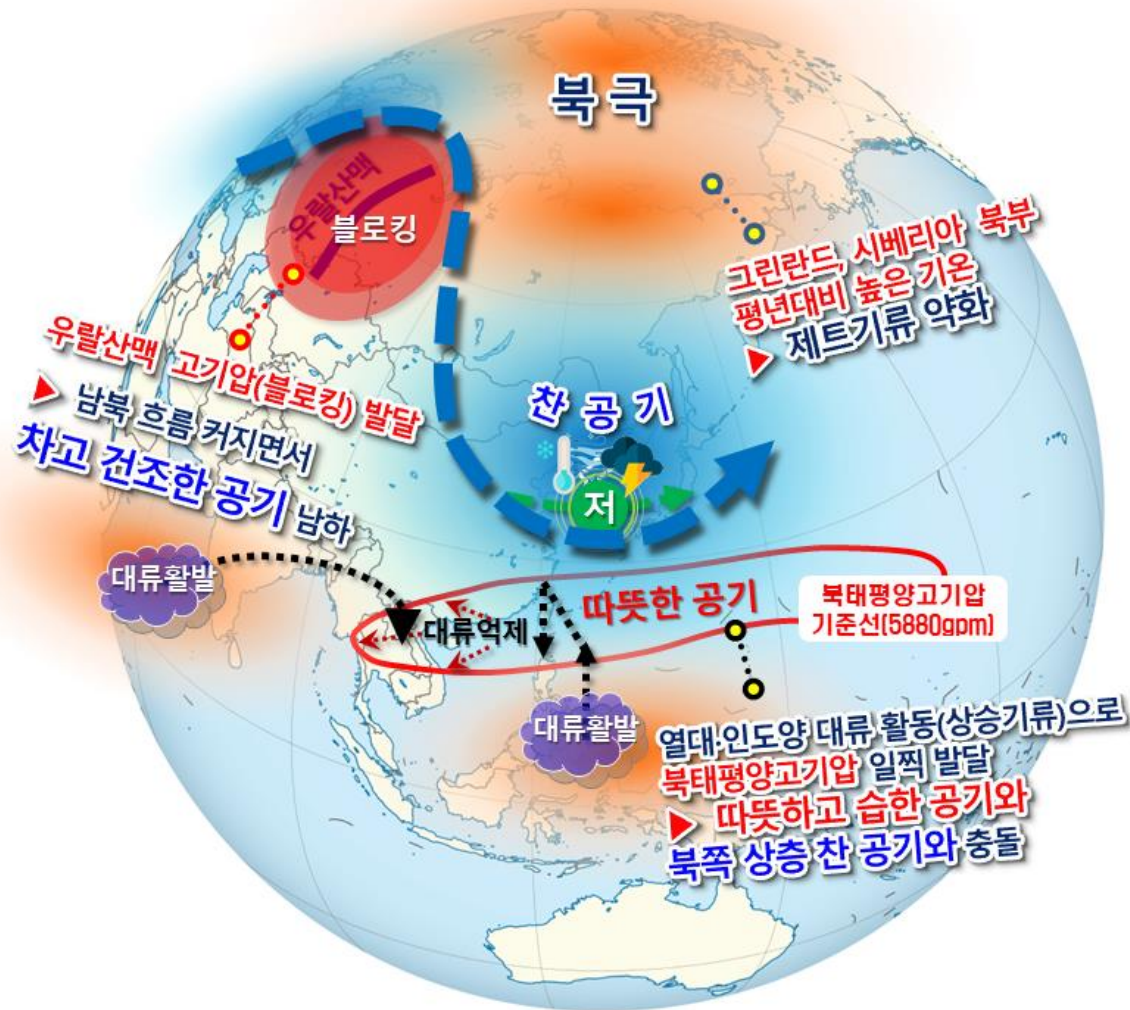 북극
우랄산맥
블로킹
그린란드, 시베리아 북부
평년대비 높은 기온
▶ 제트기류 약화
우랄산맥 고기압(블로킹) 발달
▶ 남북 흐름 커지면서
차고 건조한 공기 남하
찬 공기
저
대류활발
따뜻한 공기
대류억제
북태평양고기압
기준선(5880gpm)
대류활발
열대·인도양 대류 활동(상승기류)으로
북태평양고기압 일찍 발달
▶ 따뜻하고 습한 공기와
북쪽 상층 찬 공기와 충돌